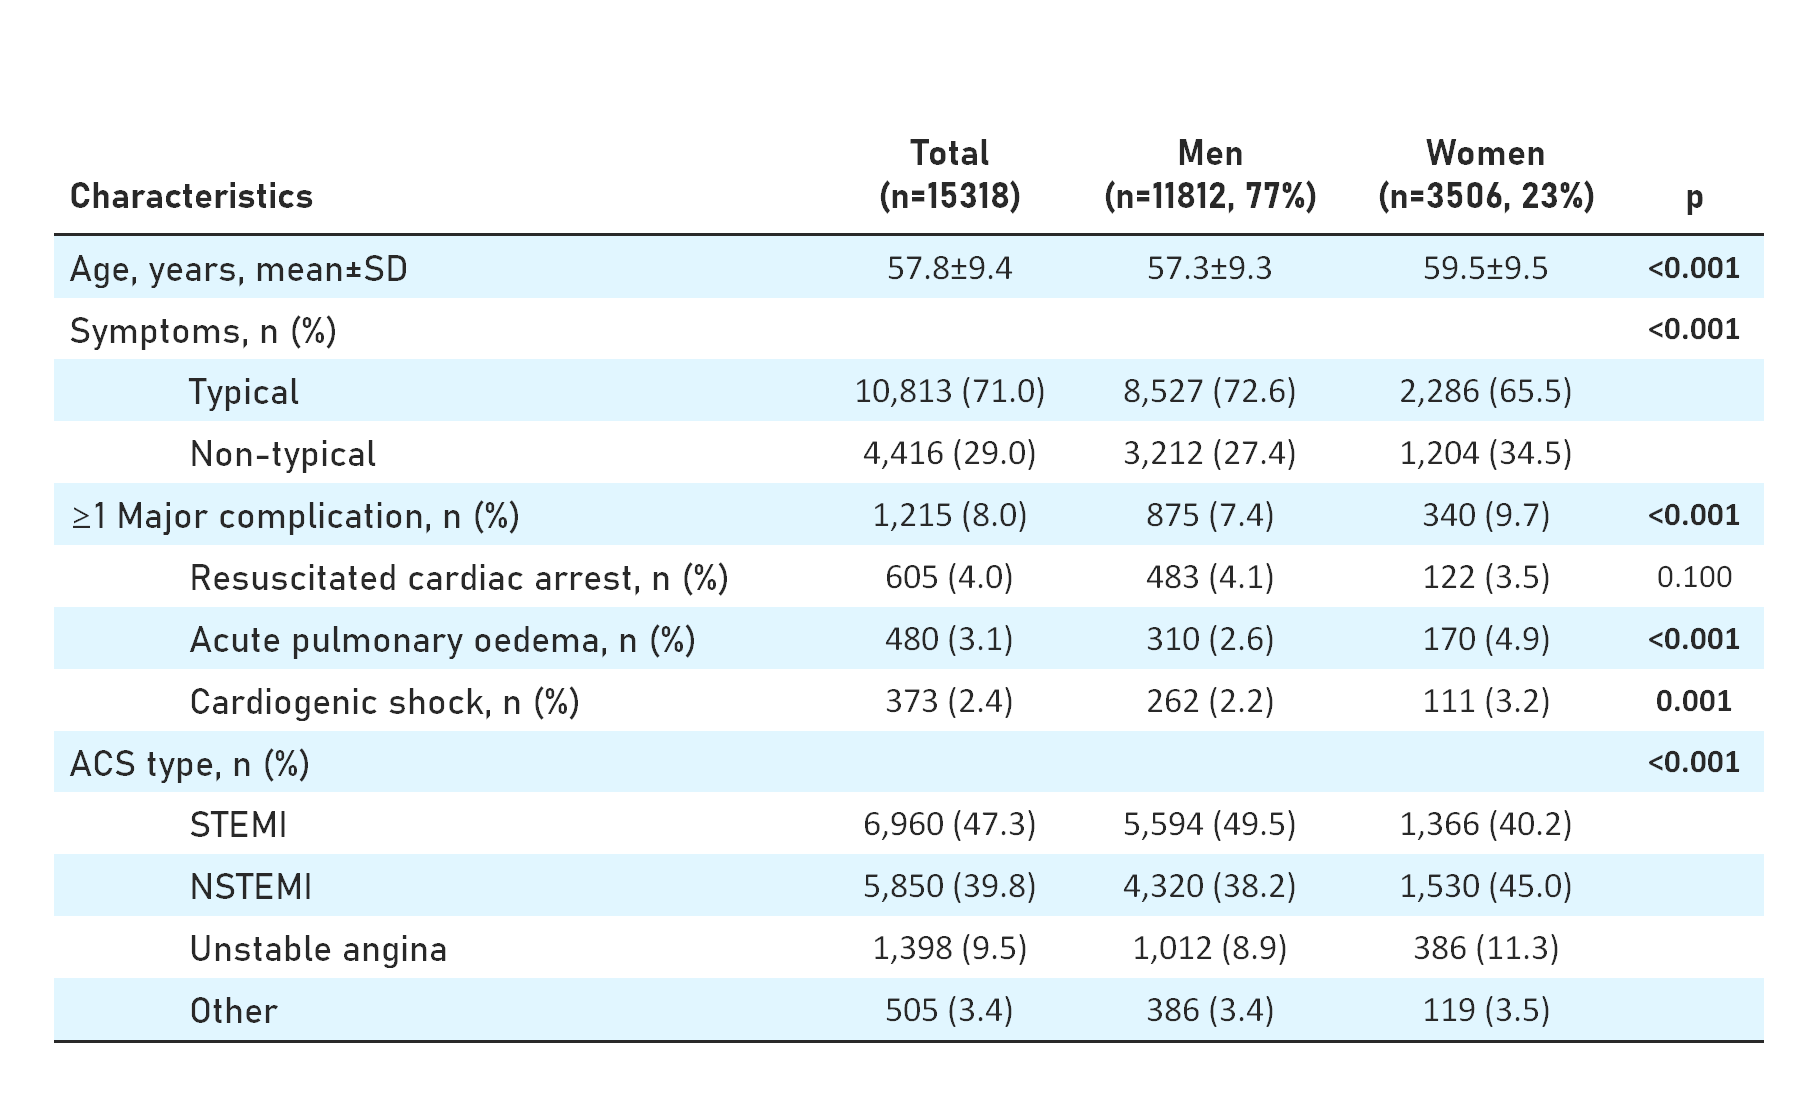 Characteristics Total (n=15318) Men (n=11812, 77%) Women (n=3506, 23%) p
Age, years, mean±SD 57.8±9.4 57.3±9.3 59.5±9.5 <0.001
Symptoms, n (%) <0.001
Typical 10,813 (71.0) 8,527 (72.6) 2,286 (65.5)
Non-typical 4,416 (29.0) 3,212 (27.4) 1,204 (34.5)
≥1 Major complication, n (%) 1,215 (8.0) 875 (7.4) 340 (9.7) <0.001
Resuscitated cardiac arrest, n (%) 605 (4.0) 483 (4.1) 122 (3.5) 0.100
Acute pulmonary oedema, n (%) 480 (3.1) 310 (2.6) 170 (4.9) <0.001
Cardiogenic shock, n (%) 373 (2.4) 262 (2.2) 111 (3.2) 0.001
ACS type, n (%) <0.001
STEMI 6,960 (47.3) 5,594 (49.5) 1,366 (40.2)
NSTEMI 5,850 (39.8) 4,320 (38.2) 1,530 (45.0)
Unstable angina 1,398 (9.5) 1,012 (8.9) 386 (11.3)
Other 505 (3.4) 386 (3.4) 119 (3.5)